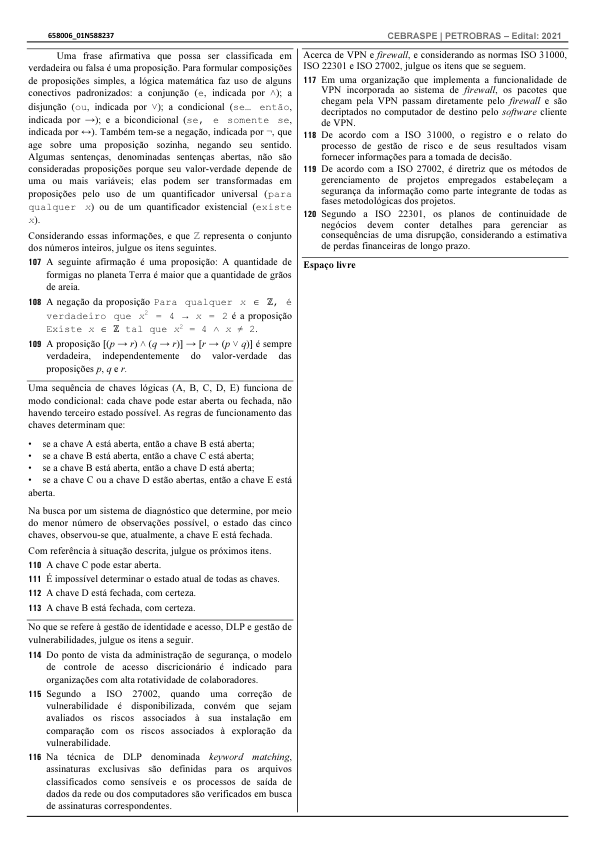 658006_01N588237
CEBRASPE | PETROBRAS – Edital: 2021
Uma frase afirmativa que possa ser classificada em
verdadeira ou falsa é uma proposição. Para formular composições
de proposições simples, a lógica matemática faz uso de alguns
conectivos padronizados: a conjunção (e, indicada por ∧); a
disjunção (ou, indicada por ∨); a condicional (se… então,
indicada por →); e a bicondicional (se, e somente se,
indicada por ↔). Também tem-se a negação, indicada por ¬, que
age sobre uma proposição sozinha, negando seu sentido.
Algumas sentenças, denominadas sentenças abertas, não são
consideradas proposições porque seu valor-verdade depende de
uma ou mais variáveis; elas podem ser transformadas em
proposições pelo uso de um quantificador universal (para
qualquer x) ou de um quantificador existencial (existe
x).
Considerando essas informações, e que ℤ representa o conjunto
dos números inteiros, julgue os itens seguintes.
107 A seguinte afirmação é uma proposição: A quantidade de
formigas no planeta Terra é maior que a quantidade de grãos
de areia.
108 A negação da proposição Para qualquer x ∈ ℤ, é
verdadeiro que x² = 4 → x = 2 é a proposição
Existe x ∈ ℤ tal que x² = 4 ∧ x ≠ 2.
109 A proposição [(p → r) ∧ (q → r)] → [r → (p ∨ q)] é sempre
verdadeira, independentemente do valor-verdade das
proposições p, q e r.
Uma sequência de chaves lógicas (A, B, C, D, E) funciona de
modo condicional: cada chave pode estar aberta ou fechada, não
havendo terceiro estado possível. As regras de funcionamento das
chaves determinam que:
• se a chave A está aberta, então a chave B está aberta;
• se a chave B está aberta, então a chave C está aberta;
• se a chave B está aberta, então a chave D está aberta;
• se a chave C ou a chave D estão abertas, então a chave E está
aberta.
Na busca por um sistema de diagnóstico que determine, por meio
do menor número de observações possível, o estado das cinco
chaves, observou-se que, atualmente, a chave E está fechada.
Com referência à situação descrita, julgue os próximos itens.
110 A chave C pode estar aberta.
111 É impossível determinar o estado atual de todas as chaves.
112 A chave D está fechada, com certeza.
113 A chave B está fechada, com certeza.
No que se refere à gestão de identidade e acesso, DLP e gestão de
vulnerabilidades, julgue os itens a seguir.
114 Do ponto de vista da administração de segurança, o modelo
de controle de acesso discricionário é indicado para
organizações com alta rotatividade de colaboradores.
115 Segundo a ISO 27002, quando uma correção de
vulnerabilidade é disponibilizada, convém que sejam
avaliados os riscos associados à sua instalação em
comparação com os riscos associados à exploração da
vulnerabilidade.
116 Na técnica de DLP denominada keyword matching,
assinaturas exclusivas são definidas para os arquivos
classificados como sensíveis e os processos de saída de
dados da rede ou dos computadores são verificados em busca
de assinaturas correspondentes.
Acerca de VPN e firewall, e considerando as normas ISO 31000,
ISO 22301 e ISO 27002, julgue os itens que se seguem.
117 Em uma organização que implementa a funcionalidade de
VPN incorporada ao sistema de firewall, os pacotes que
chegam pela VPN passam diretamente pelo firewall e são
decriptados no computador de destino pelo software cliente
de VPN.
118 De acordo com a ISO 31000, o registro e o relato do
processo de gestão de risco e de seus resultados visam
fornecer informações para a tomada de decisão.
119 De acordo com a ISO 27002, é diretriz que os métodos de
gerenciamento de projetos empregados estabeleçam a
segurança da informação como parte integrante de todas as
fases metodológicas dos projetos.
120 Segundo a ISO 22301, os planos de continuidade de
negócios devem conter detalhes para gerenciar as
consequências de uma disrupção, considerando a estimativa
de perdas financeiras de longo prazo.
Espaço livre